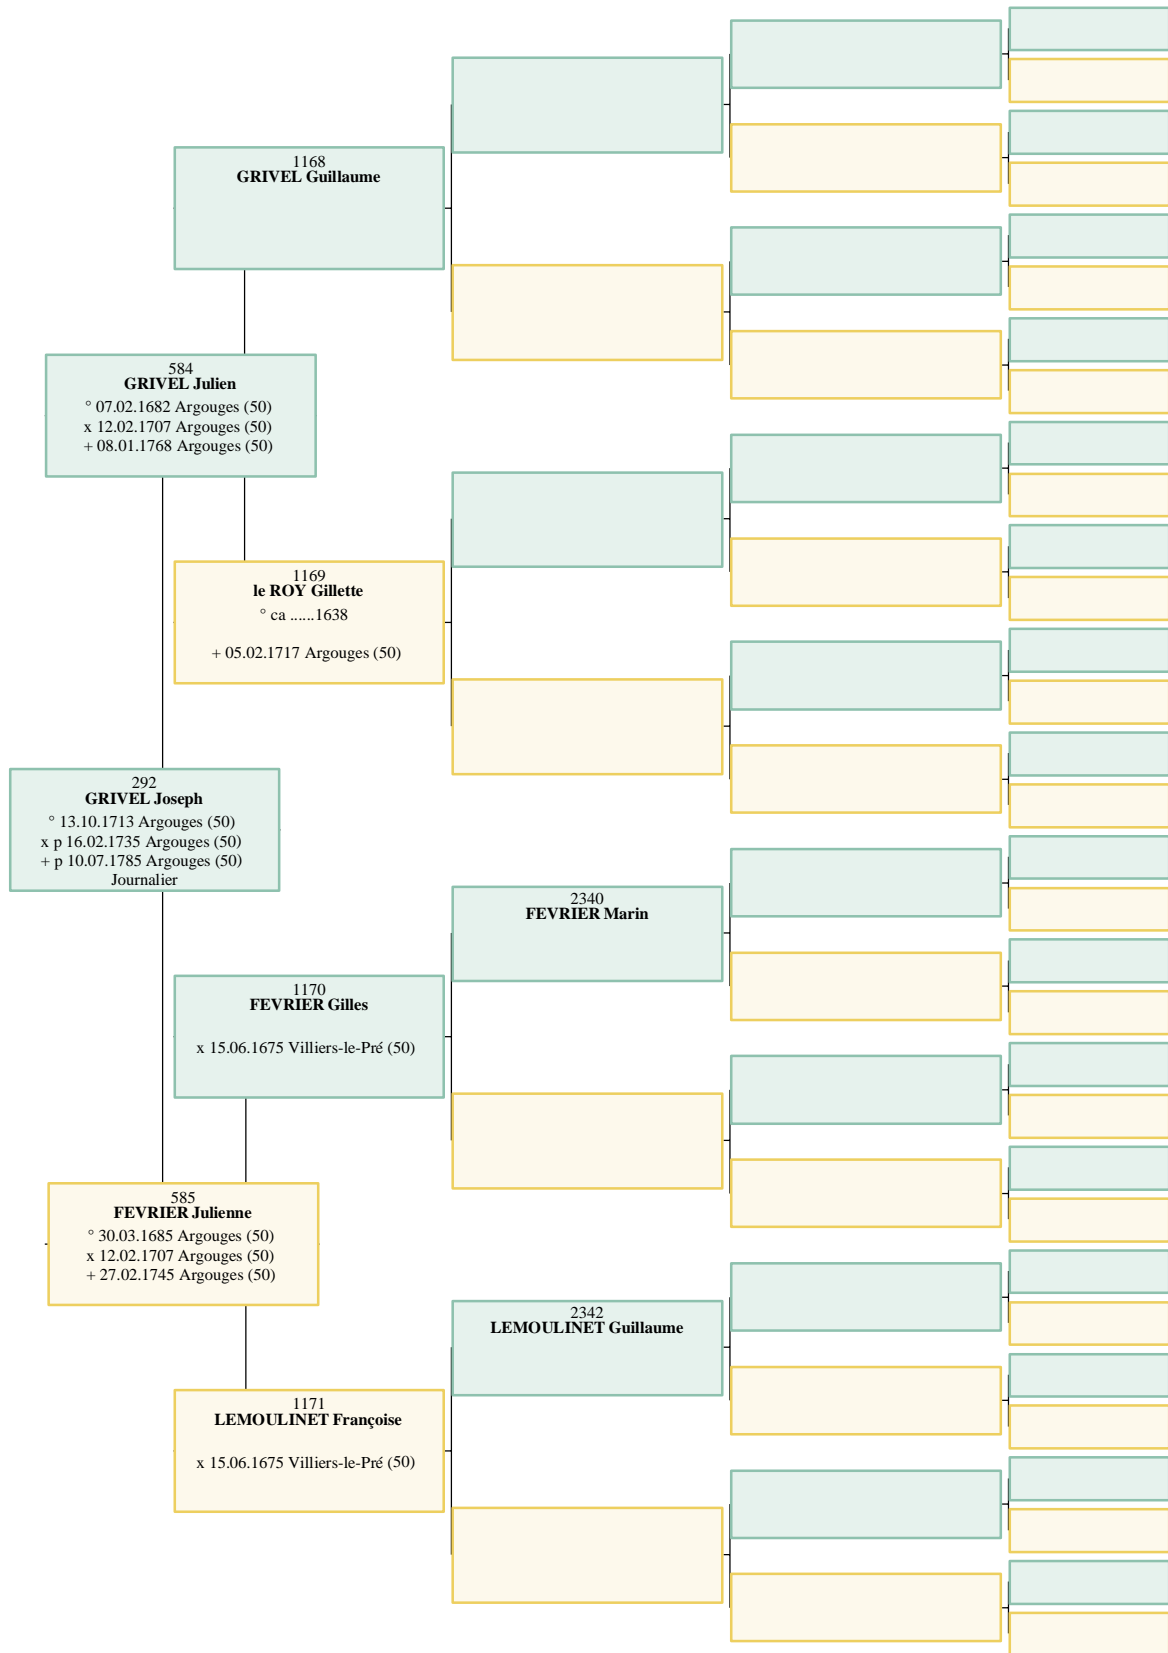 1168
GRIVEL Guillaume
584
GRIVEL Julien
° 07.02.1682 Argouges (50)
x 12.02.1707 Argouges (50)
+ 08.01.1768 Argouges (50)
1169
le ROY Gillette
° ca ......1638
+ 05.02.1717 Argouges (50)
292
GRIVEL Joseph
° 13.10.1713 Argouges (50)
x p 16.02.1735 Argouges (50)
+ p 10.07.1785 Argouges (50)
Journalier
2340
FEVRIER Marin
1170
FEVRIER Gilles
x 15.06.1675 Villiers-le-Pré (50)
585
FEVRIER Julienne
° 30.03.1685 Argouges (50)
x 12.02.1707 Argouges (50)
+ 27.02.1745 Argouges (50)
2342
LEMOULINET Guillaume
1171
LEMOULINET Françoise
x 15.06.1675 Villiers-le-Pré (50)